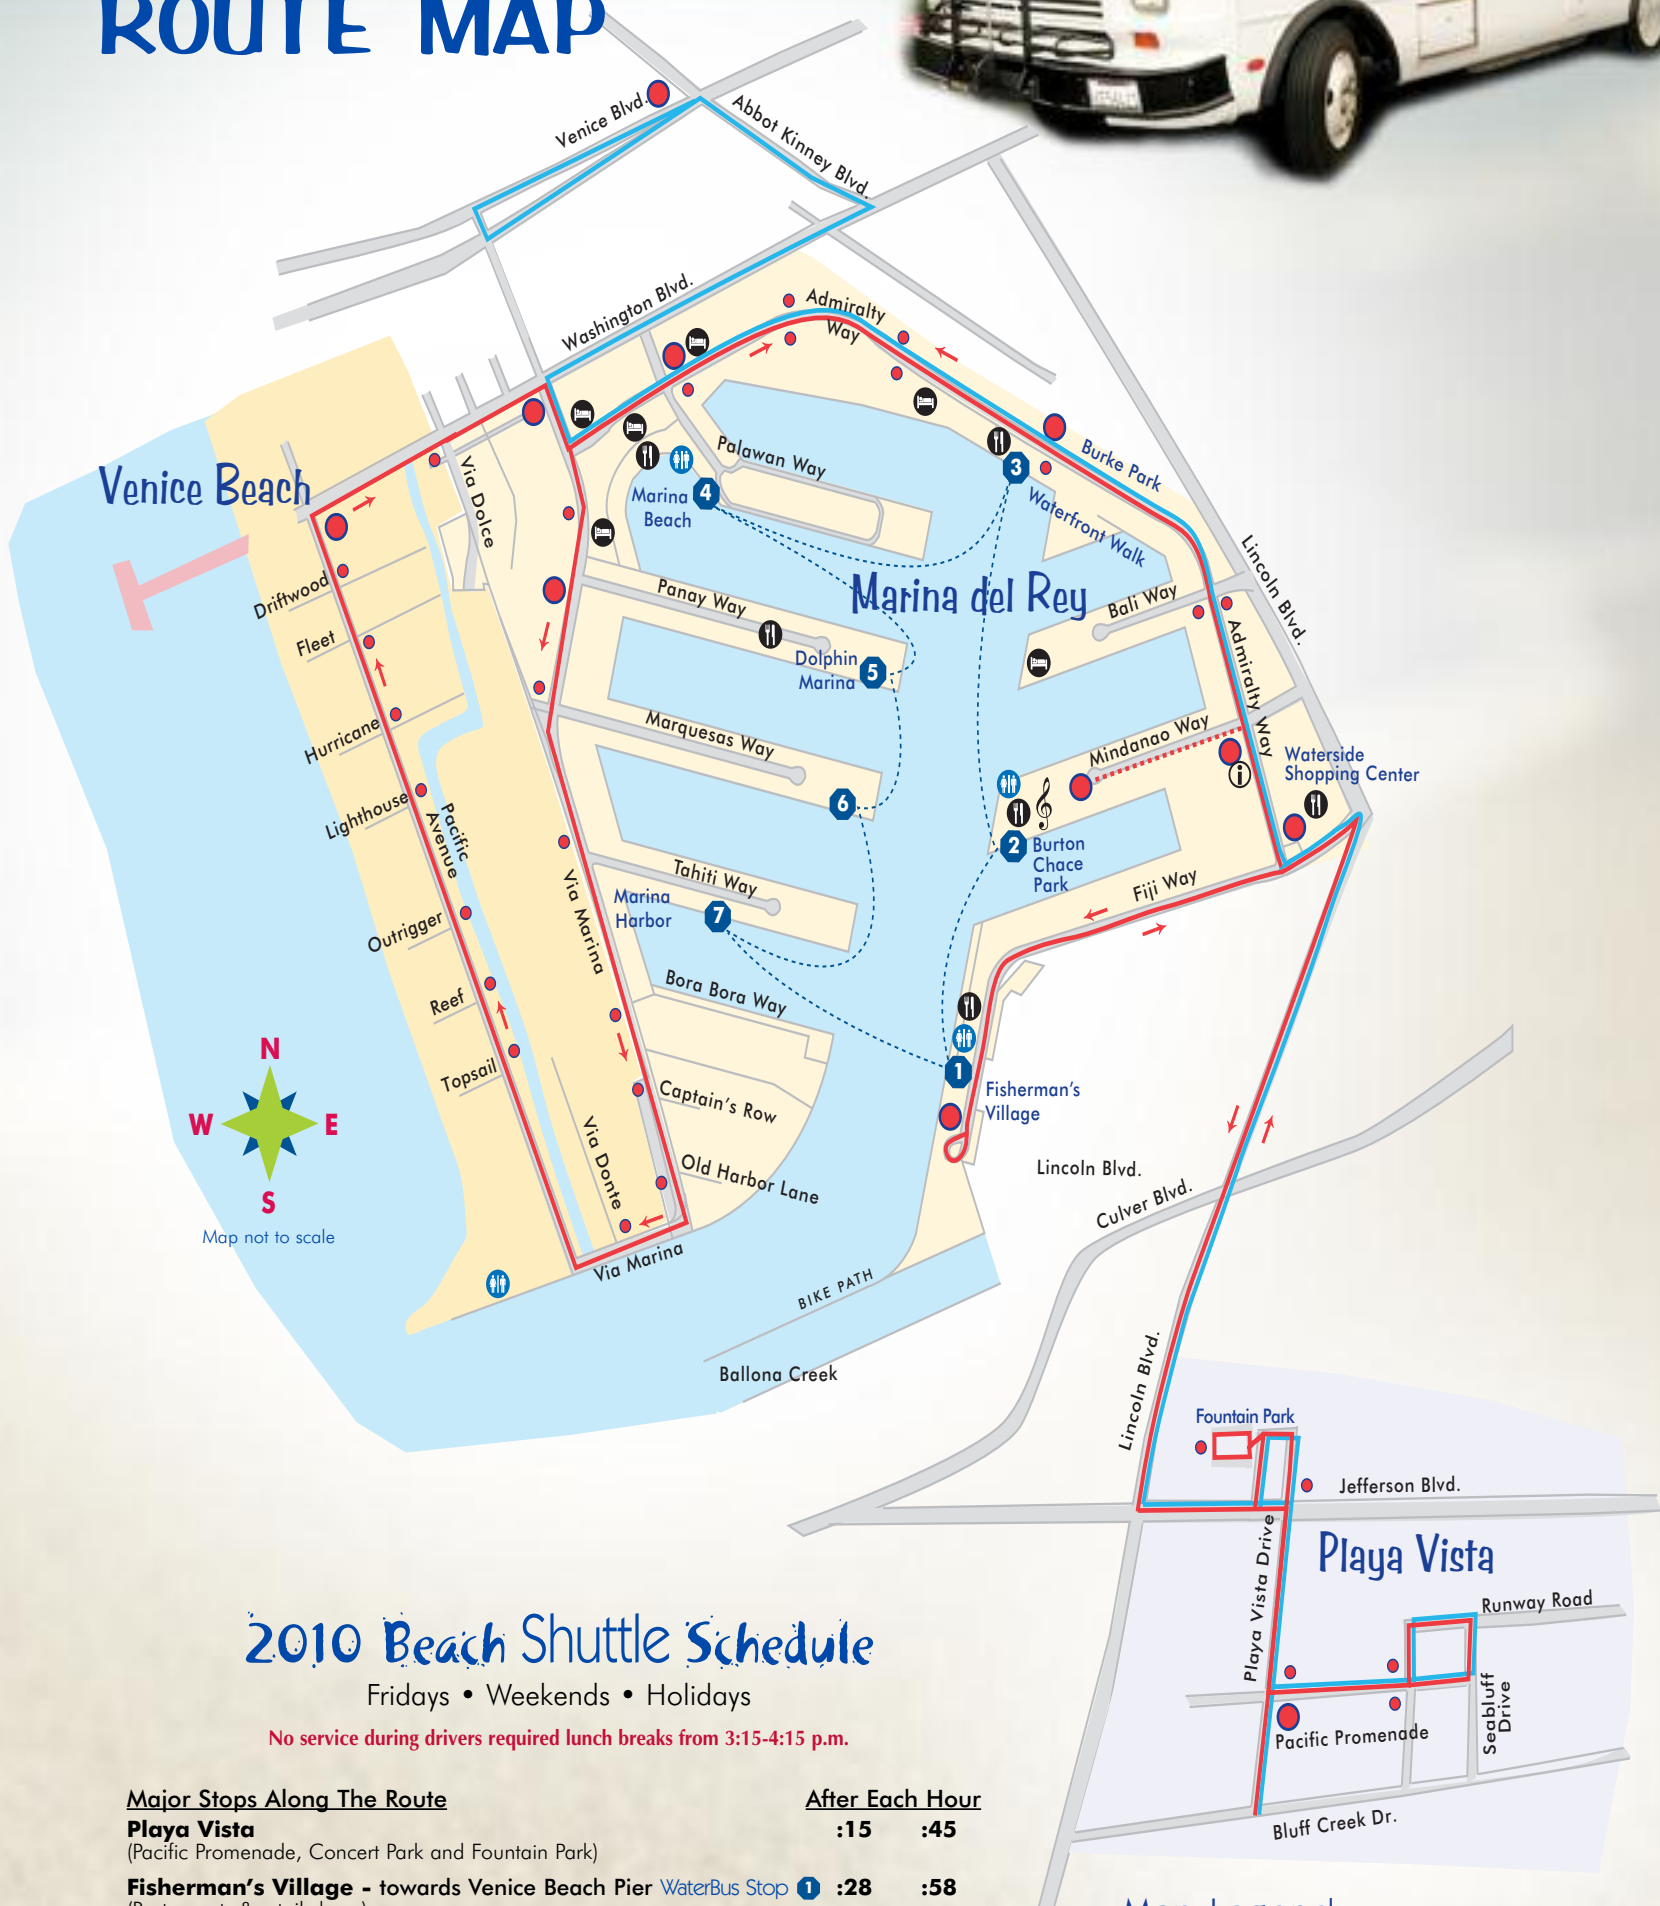 ROUTE MAP
Venice Blvd.
Abbot Kinney Blvd.
Washington Blvd.
Admiralty
Way
Venice Beach
Via Dolce
Palawan Way
Burke Park
3
4
Marina
Beach
Waterfront Walk
Lincoln Blvd.
Marina del Rey
Driftwood
Fleet
Panay Way
Bali Way
Dolphin
Marina
5
Admiralty Way
Hurricane
Marquesas Way
Mindanao Way
Waterside
Shopping Center
i
Lighthouse
Pacific
Avenue
6
2
Burton
Chace
Park
Tahiti Way
Fiji Way
Marina
Harbor
7
Via Marina
Outrigger
Reef
Bora Bora Way
Topsail
1
Fisherman's
Village
Captain's Row
N
W
E
S
Map not to scale
Via Donte
Old Harbor Lane
Lincoln Blvd.
Culver Blvd.
Via Marina
BIKE PATH
Ballona Creek
Lincoln Blvd.
Fountain Park
Jefferson Blvd.
Playa Vista Drive
Playa Vista
Runway Road
Seabluff
Drive
Pacific Promenade
Bluff Creek Dr.
2010 Beach Shuttle Schedule
Fridays • Weekends • Holidays
No service during drivers required lunch breaks from 3:15-4:15 p.m.
Major Stops Along The Route After Each Hour
Playa Vista :15 :45
(Pacific Promenade, Concert Park and Fountain Park)
Fisherman's Village - towards Venice Beach Pier WaterBus Stop 1 :28 :58